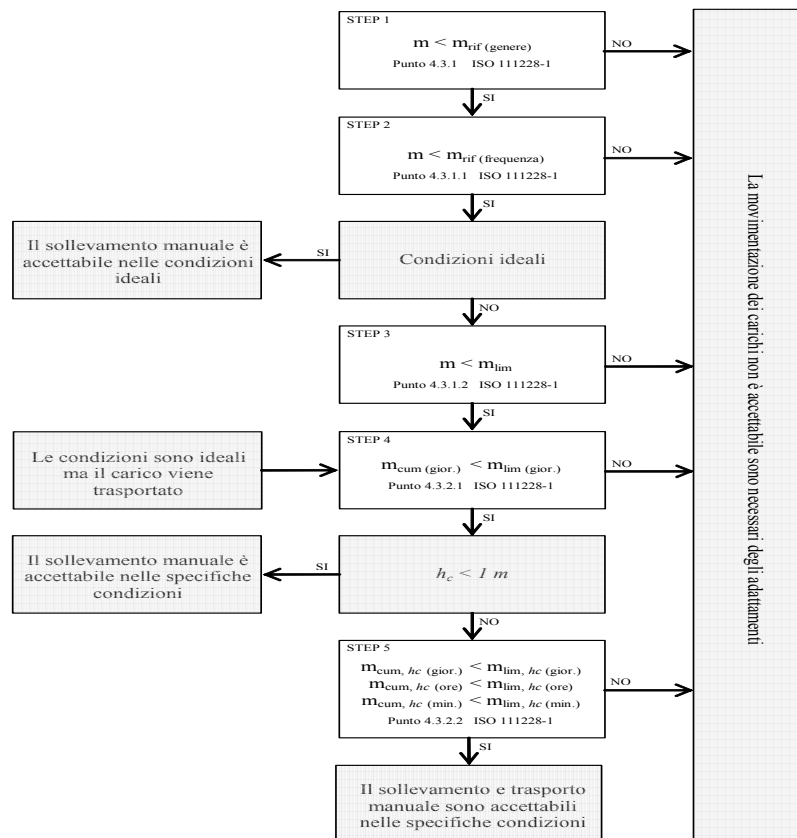 STEP 1
m < mrif (genere)
Punto 4.3.1 ISO 111228-1
NO
SI
STEP 2
m < mrif (frequenza)
Punto 4.3.1.1 ISO 111228-1
NO
SI
Il sollevamento manuale è
accettabile nelle condizioni
ideali
SI
Condizioni ideali
NO
STEP 3
m < mlim
Punto 4.3.1.2 ISO 111228-1
NO
SI
Le condizioni sono ideali
ma il carico viene
trasportato
STEP 4
mcum (gior.) < mlim (gior.)
Punto 4.3.2.1 ISO 111228-1
NO
SI
Il sollevamento manuale è
accettabile nelle specifiche
condizioni
SI
hc < 1 m
NO
STEP 5
mcum, hc (gior.) < mlim, hc (gior.)
mcum, hc (ore) < mlim, hc (ore)
mcum, hc (min.) < mlim, hc (min.)
Punto 4.3.2.2 ISO 111228-1
NO
SI
Il sollevamento e trasporto
manuale sono accettabili
nelle specifiche condizioni
La movimentazione dei carichi non è accettabile sono necessari degli adattamenti